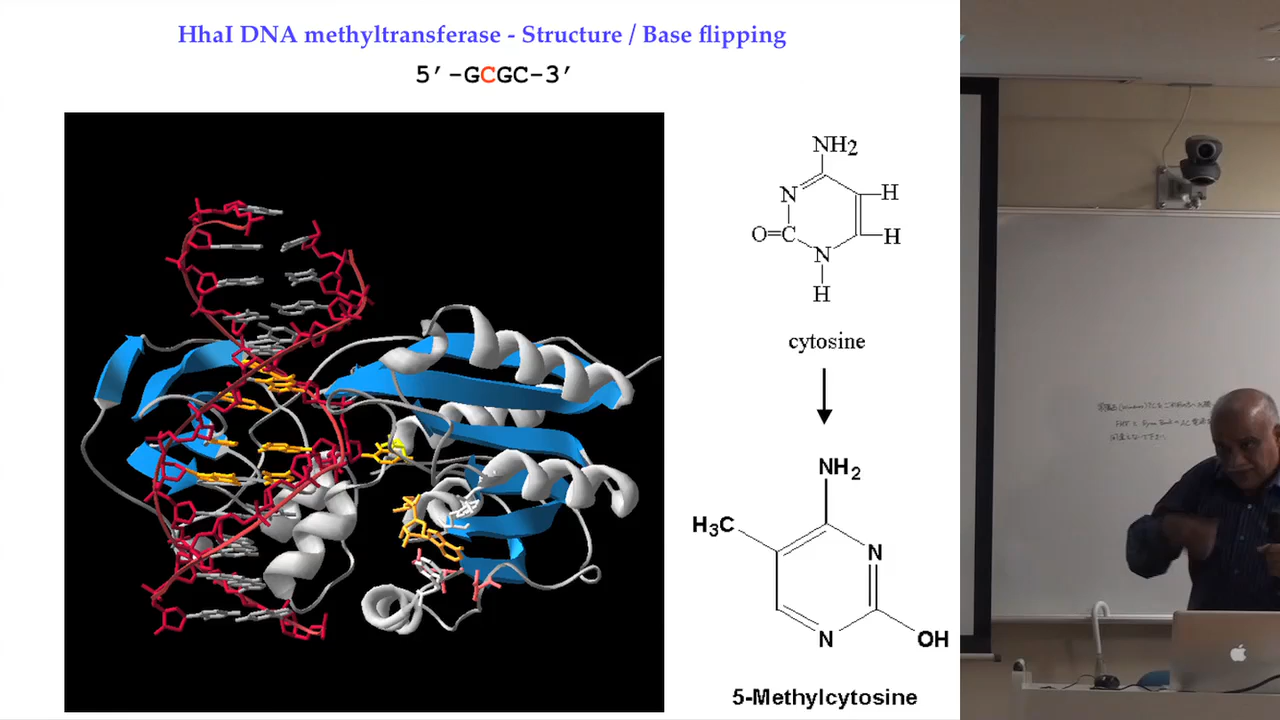 HhaI DNA methyltransferase - Structure / Base flipping
5’-GCGC-3’
NH2
N
H
O=C
H
N
H
cytosine
NH2
H3C
N
N
OH
5-Methylcytosine